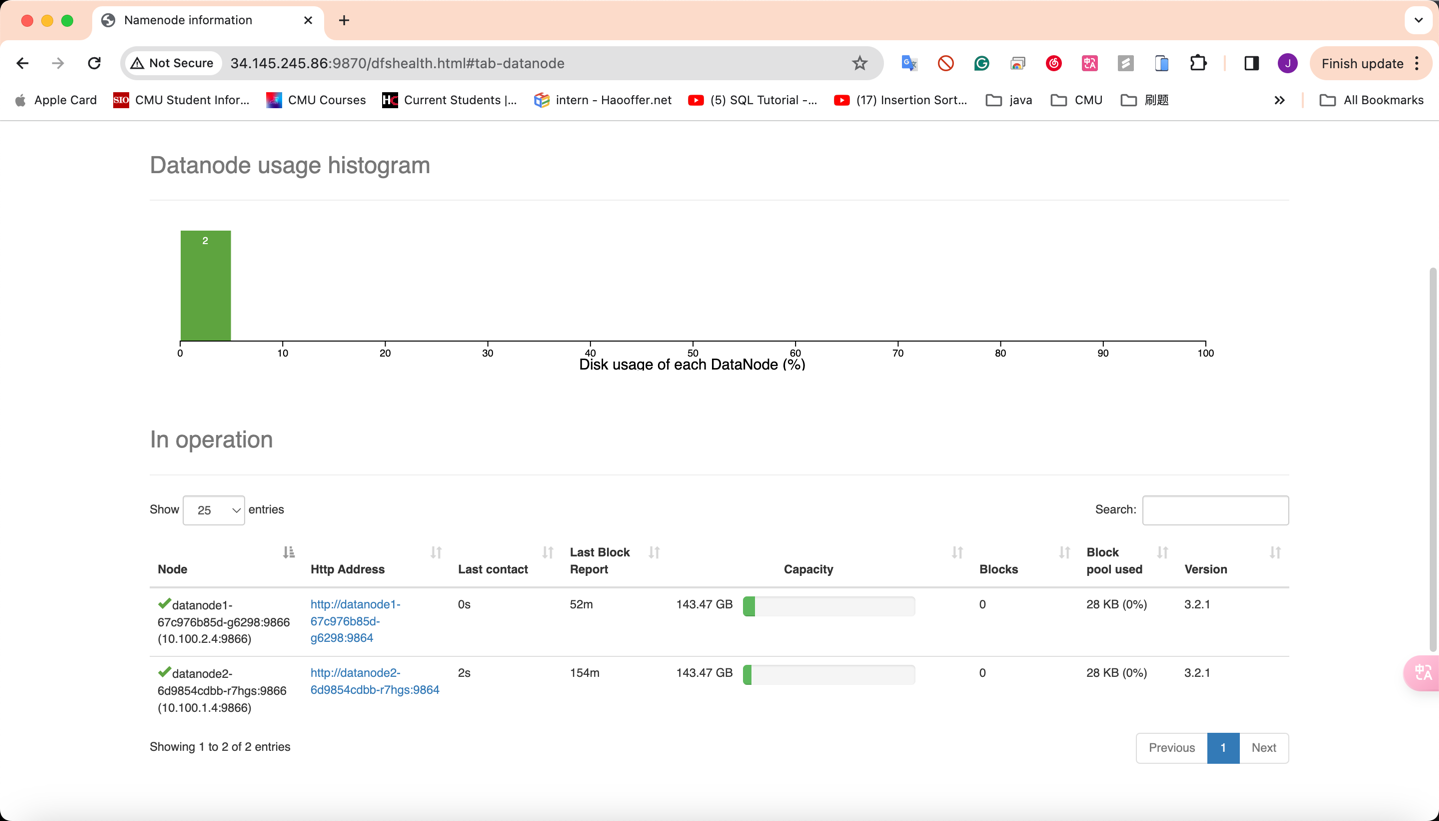 Namenode information
Not Secure 34.145.245.86:9870/dfshealth.html#tab-datanode J Finish update
Apple Card SIO CMU Student Infor... CMU Courses HC Current Students |... intern - Haooffer.net (5) SQL Tutorial -... (17) Insertion Sort... java CMU 刷题 All Bookmarks
Datanode usage histogram
2
0 10 20 30 40 50 60 70 80 90 100
Disk usage of each DataNode (%)
In operation
Show 25 entries Search:
Node Http Address Last contact Last Block Report Capacity Blocks Block pool used Version
datanode1- http://datanode1- 0s 52m 143.47 GB 0 28 KB (0%) 3.2.1
67c976b85d-g6298:9866 67c976b85d-
(10.100.2.4:9866) g6298:9864
datanode2- http://datanode2- 2s 154m 143.47 GB 0 28 KB (0%) 3.2.1
6d9854cdbb-r7hgs:9866 6d9854cdbb-r7hgs:9864
(10.100.1.4:9866)
Showing 1 to 2 of 2 entries Previous 1 Next